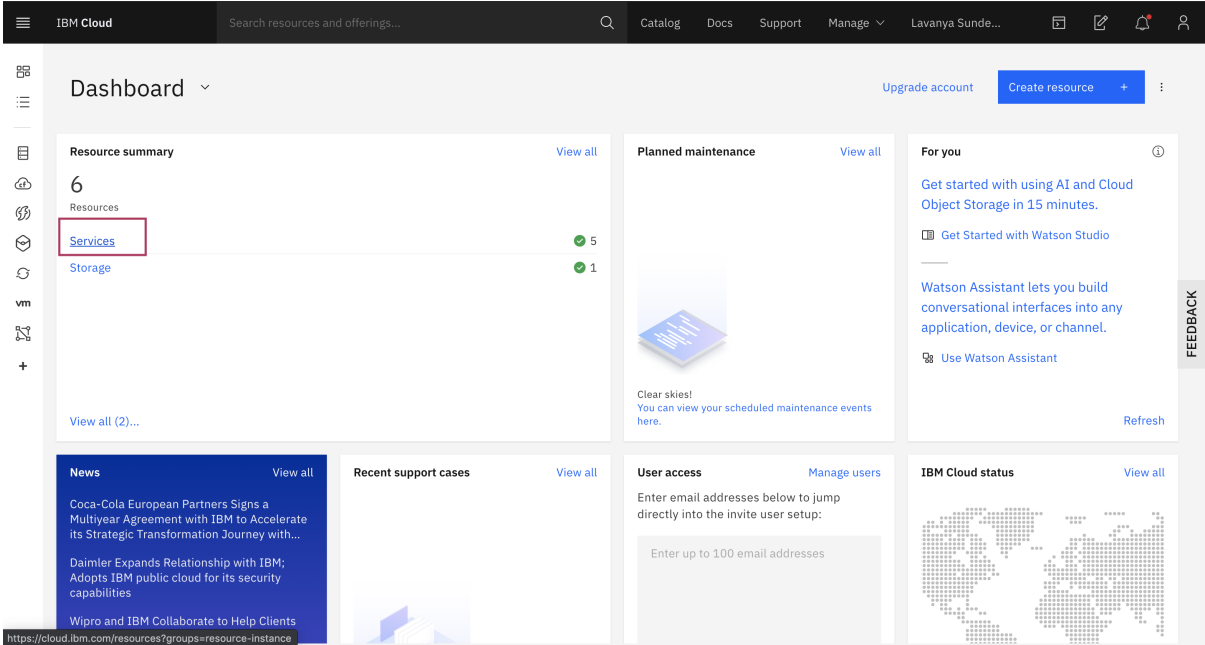 IBM Cloud
Search resources and offerings...
Catalog
Docs
Support
Manage
Lavanya Sunde...
Dashboard
Upgrade account
Create resource +
Resource summary
View all
6
Resources
Services
5
Storage
1
View all (2)...
Planned maintenance
View all
Clear skies!
You can view your scheduled maintenance events
here.
For you
Get started with using AI and Cloud
Object Storage in 15 minutes.
Get Started with Watson Studio
Watson Assistant lets you build
conversational interfaces into any
application, device, or channel.
Use Watson Assistant
Refresh
FEEDBACK
vm
News
View all
Coca-Cola European Partners Signs a
Multiyear Agreement with IBM to Accelerate
its Strategic Transformation Journey with...
Daimler Expands Relationship with IBM;
Adopts IBM public cloud for its security
capabilities
Wipro and IBM Collaborate to Help Clients
Recent support cases
View all
User access
Manage users
Enter email addresses below to jump
directly into the invite user setup:
Enter up to 100 email addresses
IBM Cloud status
View all
https://cloud.ibm.com/resources?groups=resource-instance